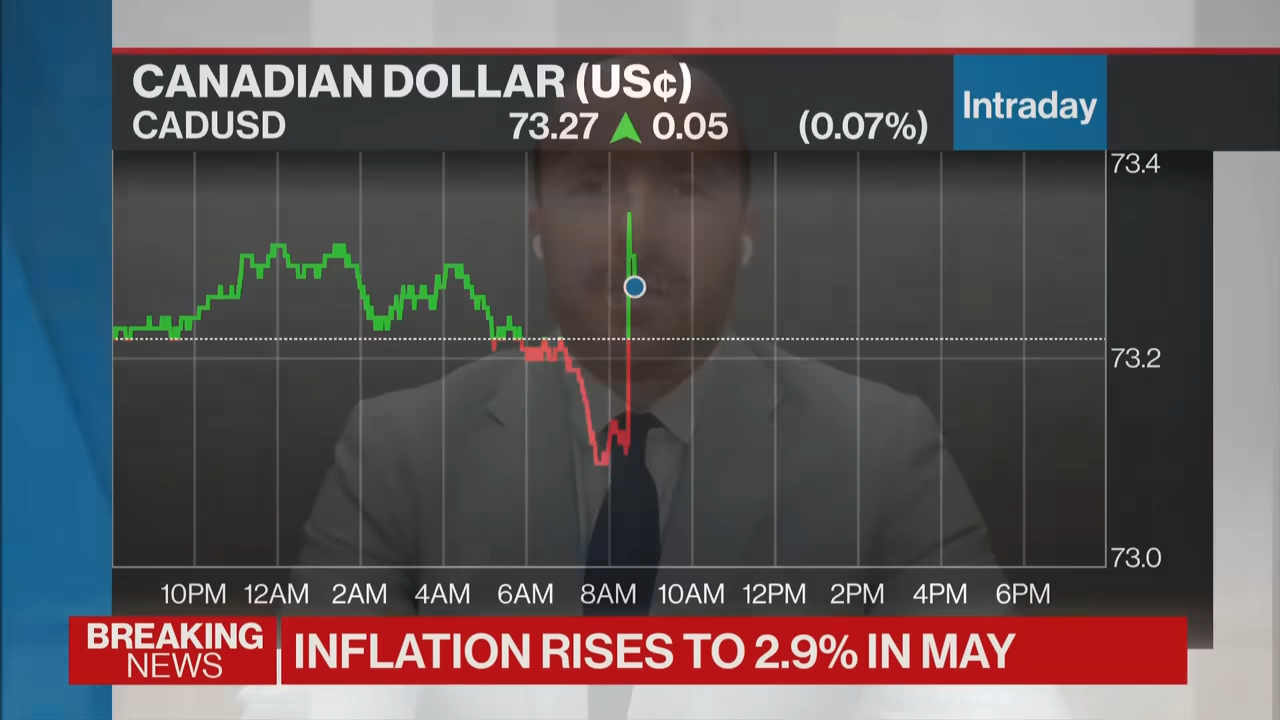 CANADIAN DOLLAR (US¢)
CADUSD 73.27 ▲ 0.05 (0.07%)
Intraday
73.4
73.2
73.0
10PM 12AM 2AM 4AM 6AM 8AM 10AM 12PM 2PM 4PM 6PM
BREAKING
NEWS
INFLATION RISES TO 2.9% IN MAY